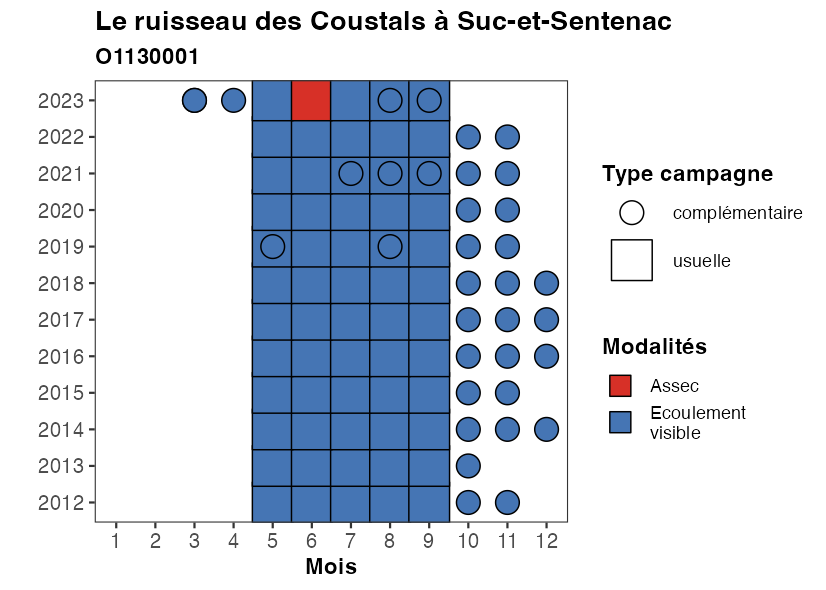 Le ruisseau des Coustals à Suc-et-Sentenac
O1130001
2023
2022
2021
2020
2019
2018
2017
2016
2015
2014
2013
2012
1 2 3 4 5 6 7 8 9 10 11 12
Mois
Type campagne
complémentaire
usuelle
Modalités
Assec
Ecoulement
visible